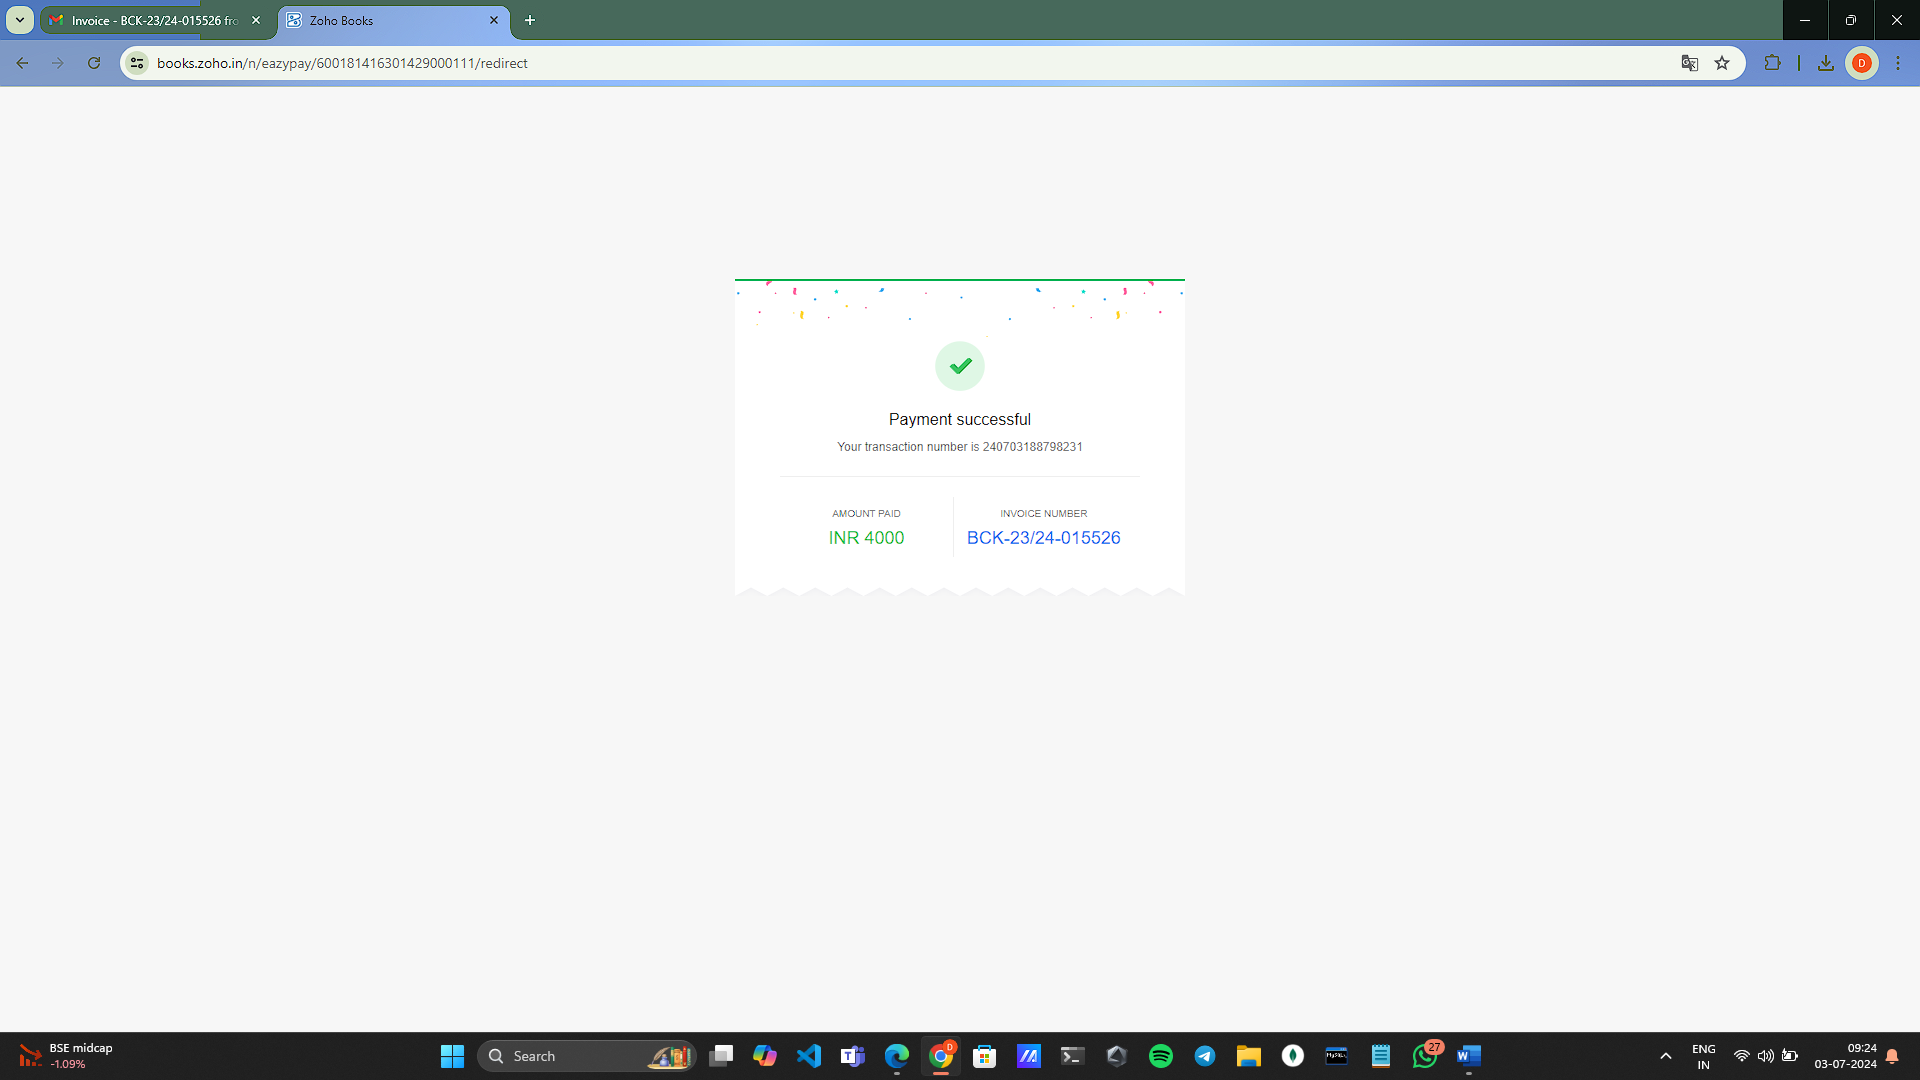 Invoice - BCK-23/24-015526 fro
Zoho Books
books.zoho.in/n/eazypay/600181416301429000111/redirect
D
Payment successful
Your transaction number is 240703188798231
AMOUNT PAID
INVOICE NUMBER
INR 4000
BCK-23/24-015526
BSE midcap
-1.09%
Search
D
MySQL
27
ENG
IN
09:24
03-07-2024